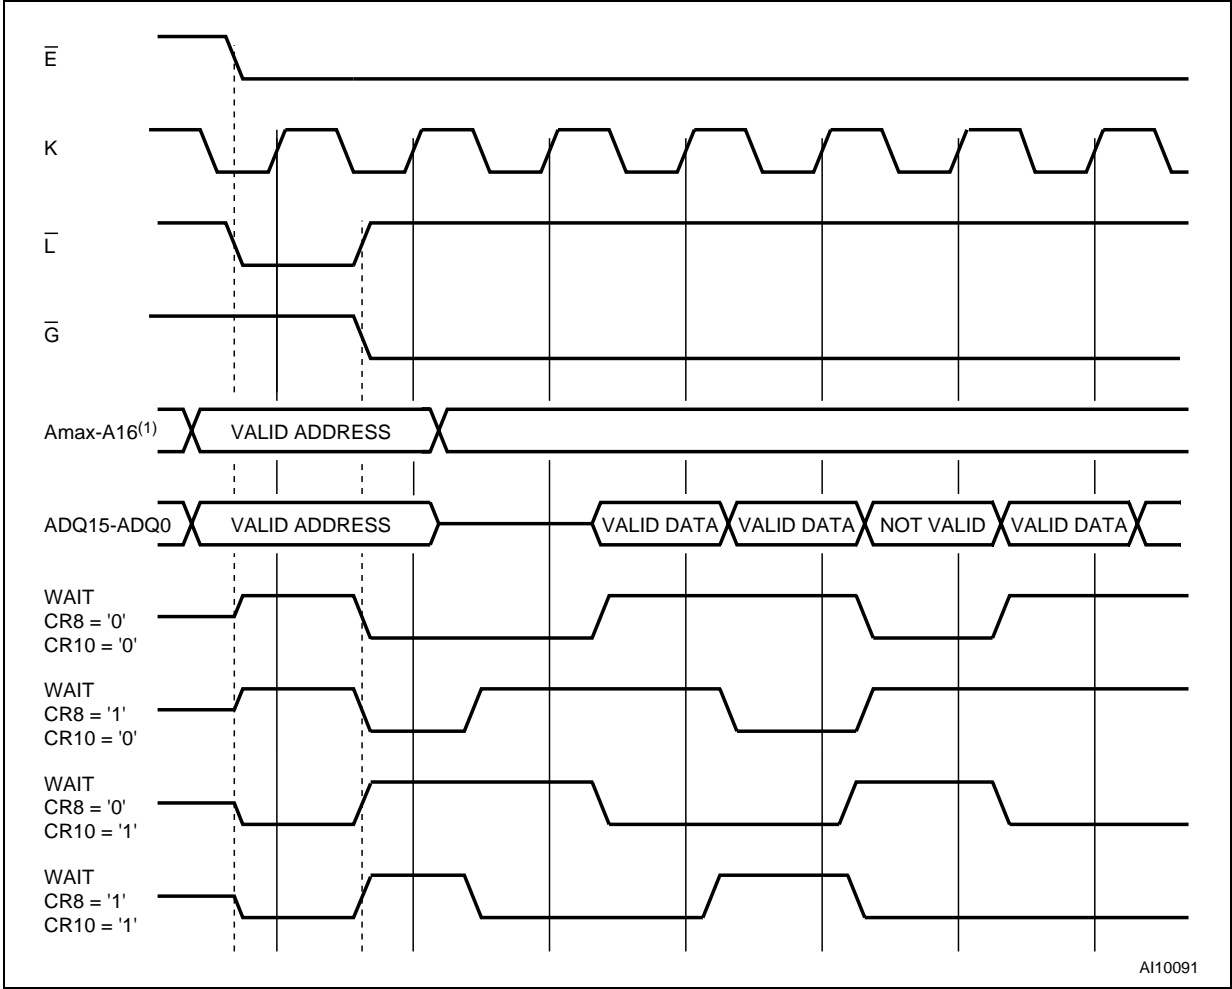 E
K
L
G
Amax-A16(1) VALID ADDRESS
ADQ15-ADQ0 VALID ADDRESS VALID DATA VALID DATA NOT VALID VALID DATA
WAIT
CR8 = '0'
CR10 = '0'
WAIT
CR8 = '1'
CR10 = '0'
WAIT
CR8 = '0'
CR10 = '1'
WAIT
CR8 = '1'
CR10 = '1'
AI10091